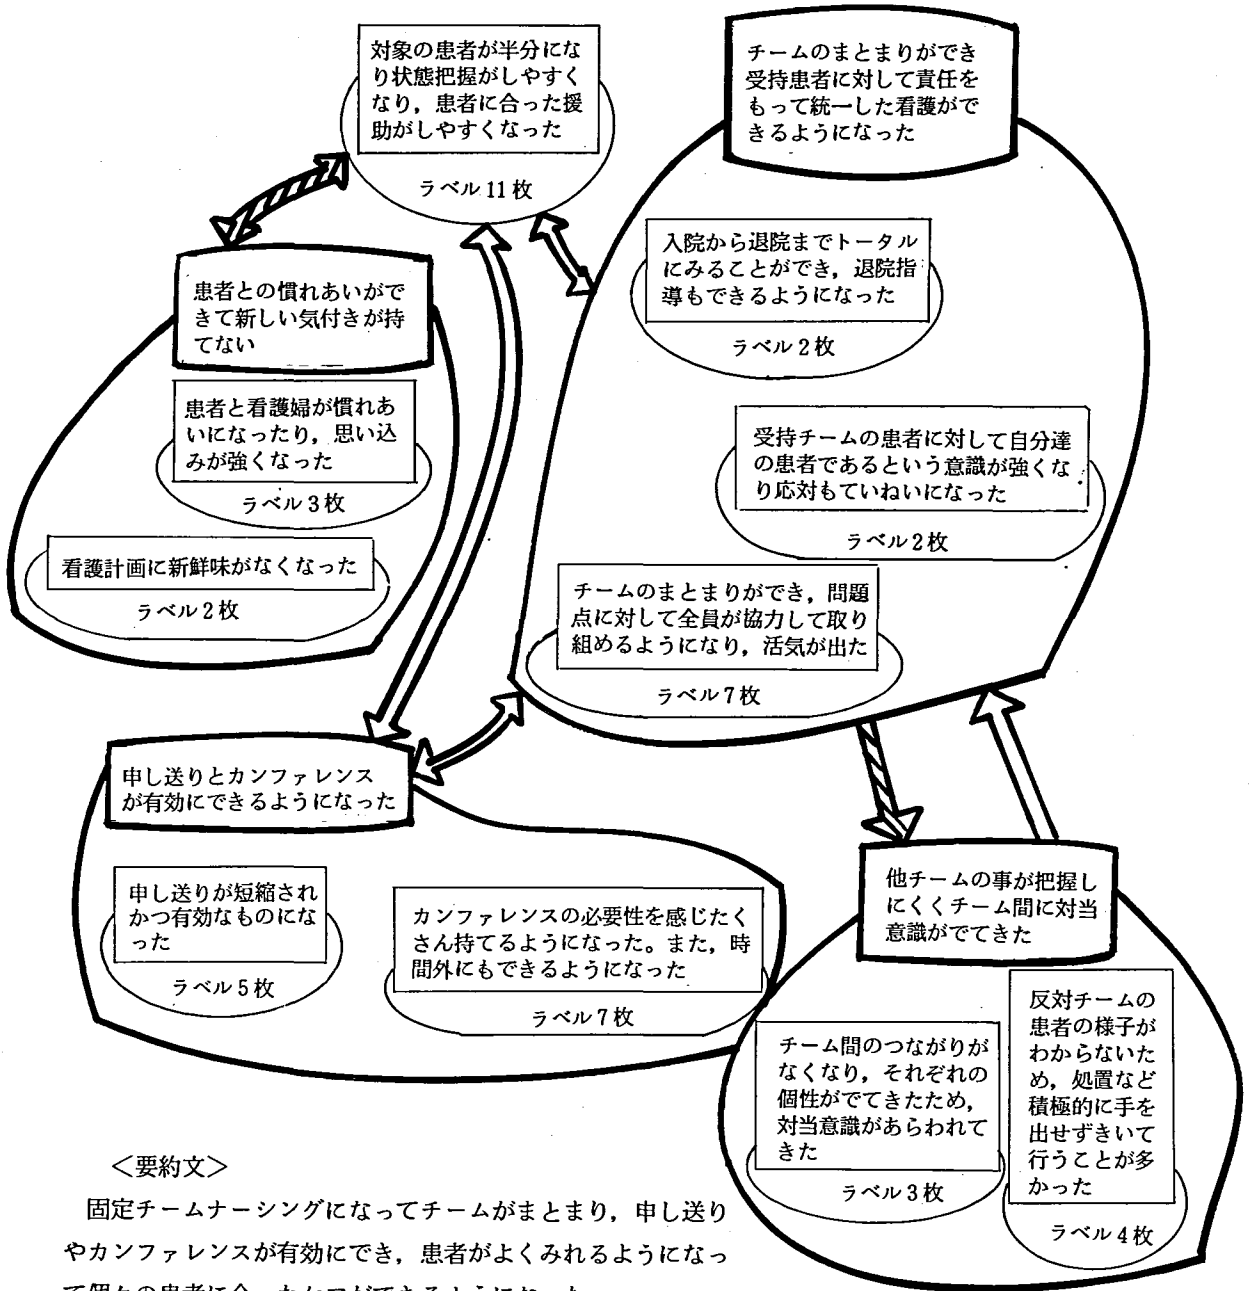 対象の患者が半分にな
り状態把握がしやすく
なり，患者に合った援
助がしやすくなった
ラベル11枚
チームのまとまりができ
受持患者に対して責任を
もって統一した看護がで
きるようになった
入院から退院までトータル
にみることができ，退院指
導もできるようになった
ラベル2枚
受持チームの患者に対して自分達
の患者であるという意識が強くな
り応対もていねいになった
ラベル2枚
チームのまとまりができ，問題
点に対して全員が協力して取り
組めるようになり，活気が出た
ラベル7枚
患者との慣れあいがで
きて新しい気付きが持
てない
患者と看護婦が慣れあ
いになったり，思い込
みが強くなった
ラベル3枚
看護計画に新鮮味がなくなった
ラベル2枚
申し送りとカンファレンス
が有効にできるようになった
申し送りが短縮され
かつ有効なものにな
った
ラベル5枚
カンファレンスの必要性を感じたく
さん持てるようになった。また，時
間外にもできるようになった
ラベル7枚
他チームの事が把握し
にくくチーム間に対当
意識がでてきた
チーム間のつながりが
なくなり，それぞれの
個性がでてきたため，
対当意識があらわれて
きた
ラベル3枚
反対チームの
患者の様子が
わからないた
め，処置など
積極的に手を
出せずきいて
行うことが多
かった
ラベル4枚
＜要約文＞
固定チームナーシングになってチームがまとまり，申し送り
やカンファレンスが有効にでき，患者がよくみれるようになっ